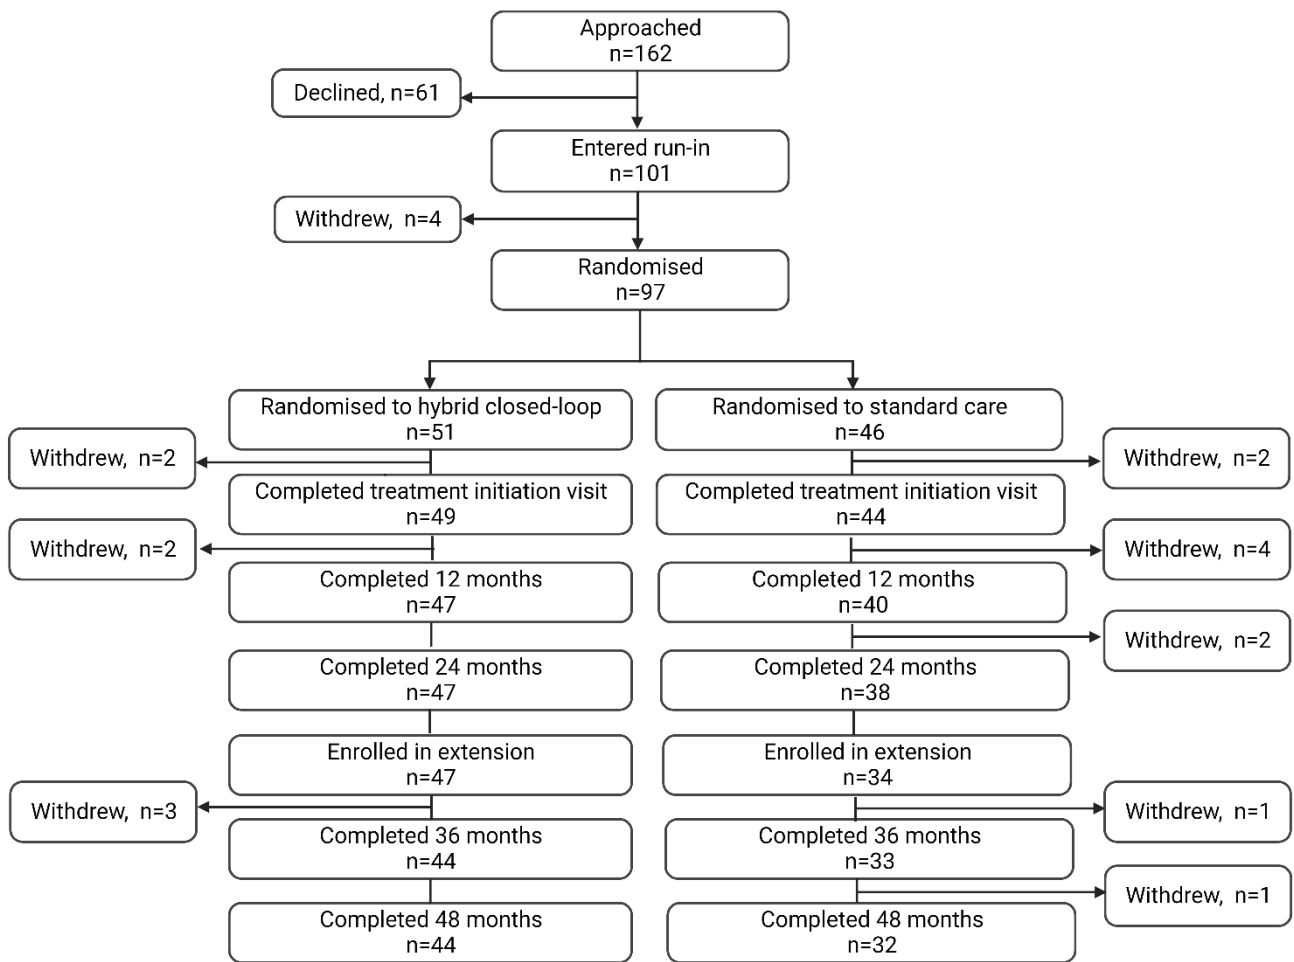 Approached
n=162
Declined, n=61
Entered run-in
n=101
Withdrew, n=4
Randomised
n=97
Randomised to hybrid closed-loop
n=51
Randomised to standard care
n=46
Withdrew, n=2
Withdrew, n=2
Completed treatment initiation visit
n=49
Completed treatment initiation visit
n=44
Withdrew, n=2
Withdrew, n=4
Completed 12 months
n=47
Completed 12 months
n=40
Withdrew, n=2
Completed 24 months
n=47
Completed 24 months
n=38
Enrolled in extension
n=47
Enrolled in extension
n=34
Withdrew, n=3
Withdrew, n=1
Completed 36 months
n=44
Completed 36 months
n=33
Withdrew, n=1
Completed 48 months
n=44
Completed 48 months
n=32